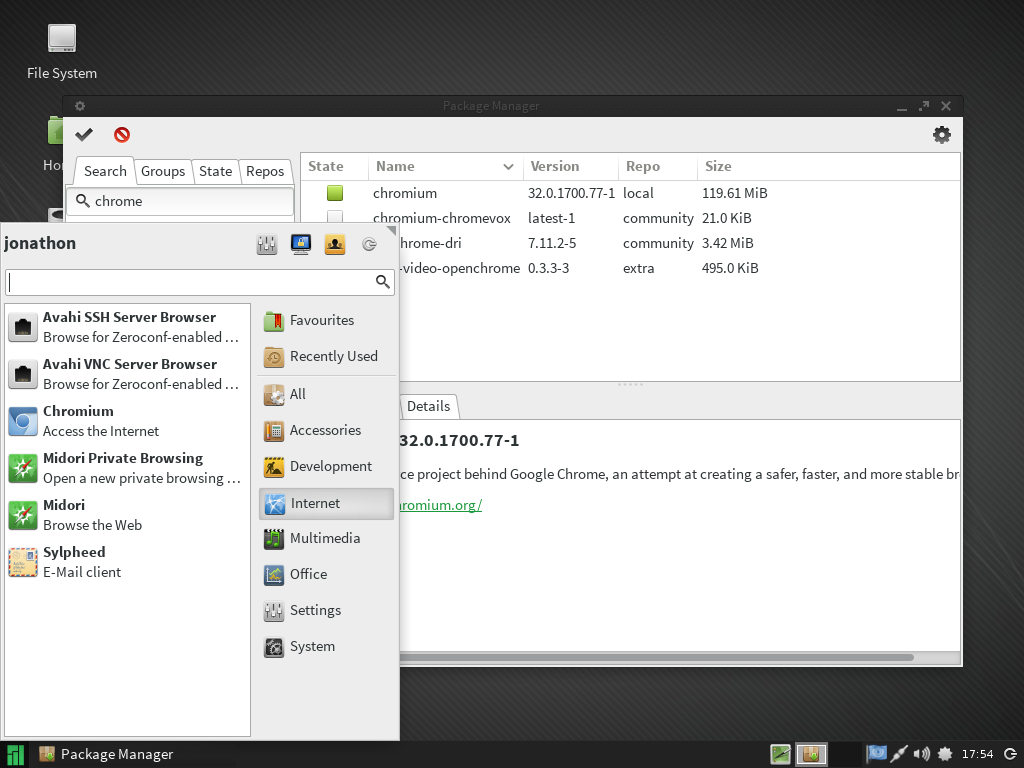 File System
Package Manager
Search Groups State Repos
chrome
State Name Version Repo Size
chromium 32.0.1700.77-1 local 119.61 MiB
chromium-chromevox latest-1 community 21.0 KiB
hrome-dri 7.11.2-5 community 3.42 MiB
-video-openchrome 0.3.3-3 extra 495.0 KiB
Details
32.0.1700.77-1
ce project behind Google Chrome, an attempt at creating a safer, faster, and more stable br
hromium.org/
Ho
jonathon
Avahi SSH Server Browser
Browse for Zeroconf-enabled …
Avahi VNC Server Browser
Browse for Zeroconf-enabled …
Chromium
Access the Internet
Midori Private Browsing
Open a new private browsing …
Midori
Browse the Web
Sylpheed
E-Mail client
Favourites
Recently Used
All
Accessories
Development
Internet
Multimedia
Office
Settings
System
Package Manager
17:54